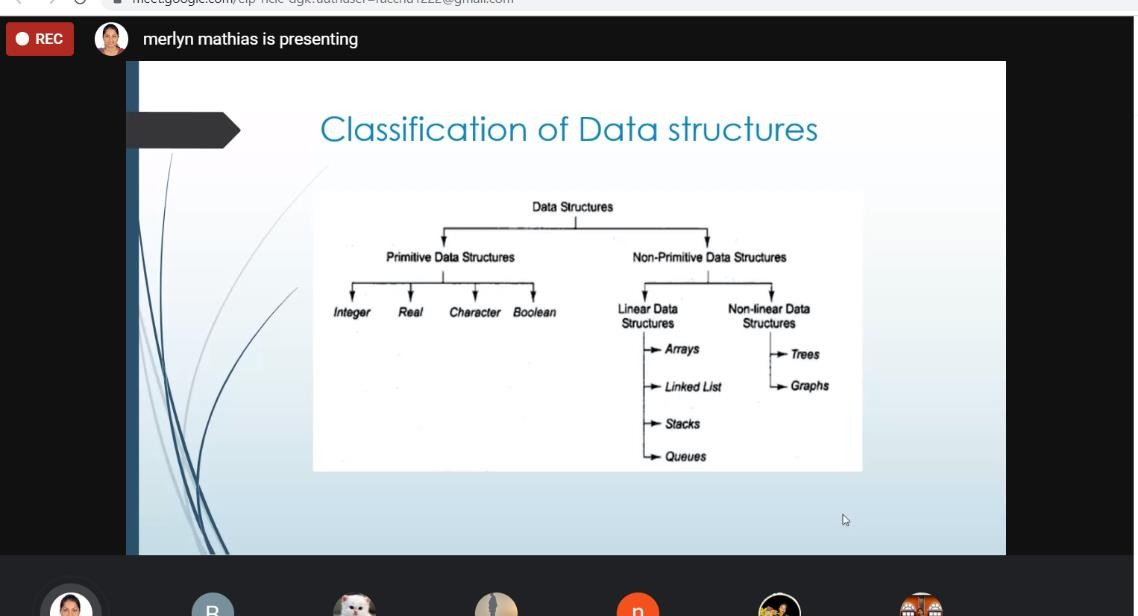 REC
merlyn mathias is presenting
Classification of Data structures
Data Structures
Primitive Data Structures
Non-Primitive Data Structures
Integer Real Character Boolean
Linear Data
Structures
Non-linear Data
Structures
Arrays
Linked List
Stacks
Queues
Trees
Graphs
R
n